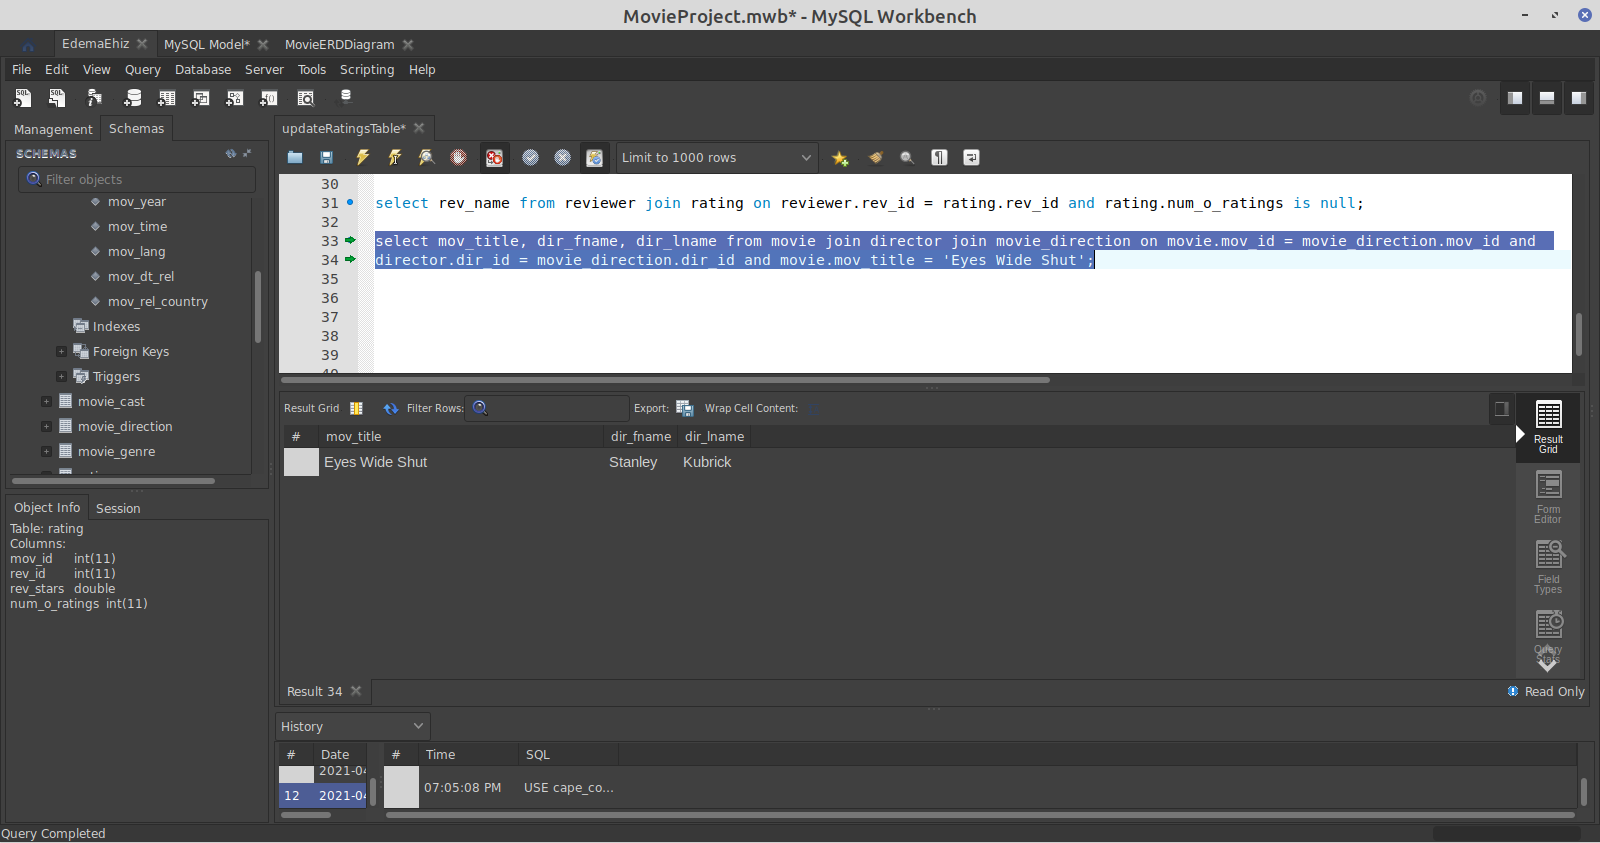 MovieProject.mwb* - MySQL Workbench
EdemaEhiz
MySQL Model*
MovieERDDiagram
File Edit View Query Database Server Tools Scripting Help
Management
Schemas
updateRatingsTable*
SCHEMAS
Filter objects
mov_year
mov_time
mov_lang
mov_dt_rel
mov_rel_country
Indexes
Foreign Keys
Triggers
movie_cast
movie_direction
movie_genre
Object Info
Session
Table: rating
Columns:
mov_id int(11)
rev_id int(11)
rev_stars double
num_o_ratings int(11)
Limit to 1000 rows
30
31 select rev_name from reviewer join rating on reviewer.rev_id = rating.rev_id and rating.num_o_ratings is null;
32
33 select mov_title, dir_fname, dir_lname from movie join director join movie_direction on movie.mov_id = movie_direction.mov_id and
34 director.dir_id = movie_direction.dir_id and movie.mov_title = 'Eyes Wide Shut';
35
36
37
38
39
Result Grid
Filter Rows:
Export:
Wrap Cell Content:
# mov_title dir_fname dir_lname
Eyes Wide Shut Stanley Kubrick
Result
Grid
Form
Editor
Field
Types
Query
Stats
Result 34
Read Only
History
# Date
2021-04
12 2021-04
# Time SQL
07:05:08 PM USE cape_co...
Query Completed